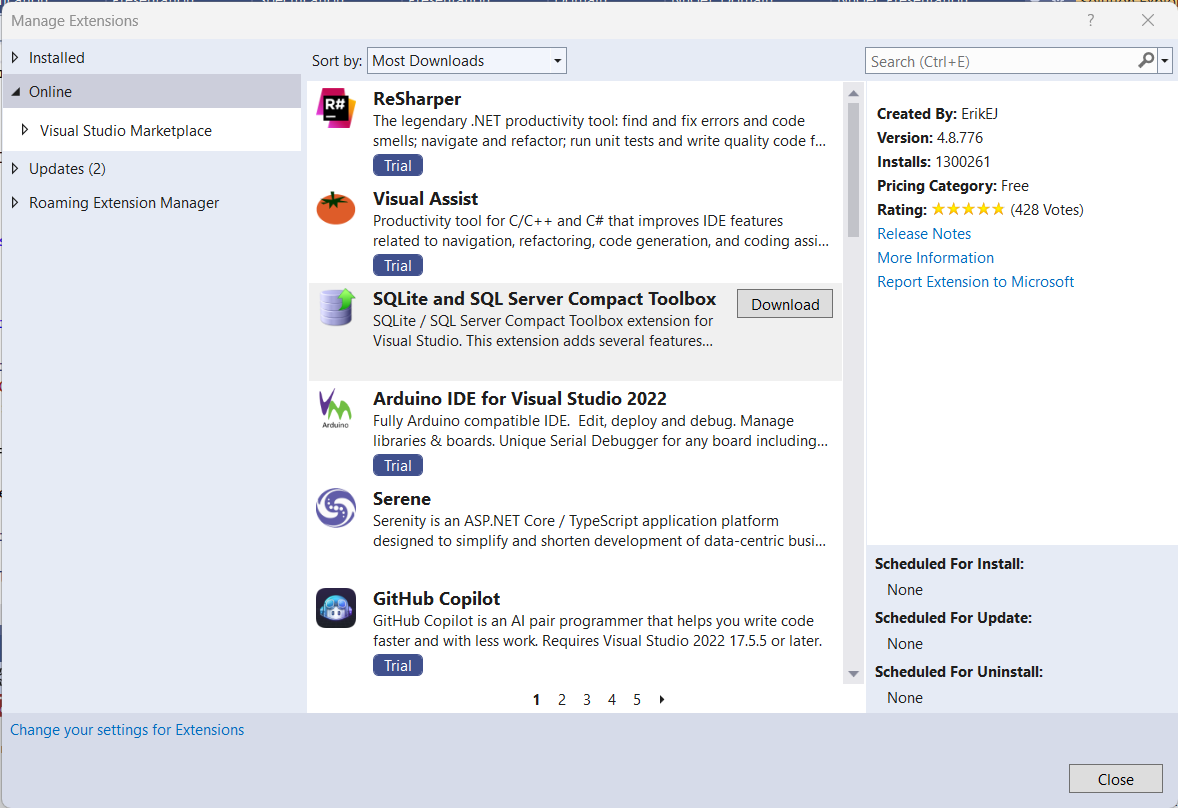 Manage Extensions
?
Installed
Online
Visual Studio Marketplace
Updates (2)
Roaming Extension Manager
Sort by: Most Downloads
R#
ReSharper
The legendary .NET productivity tool: find and fix errors and code
smells; navigate and refactor; run unit tests and write quality code f...
Trial
Visual Assist
Productivity tool for C/C++ and C# that improves IDE features
related to navigation, refactoring, code generation, and coding assi...
Trial
SQLite and SQL Server Compact Toolbox
Download
SQLite / SQL Server Compact Toolbox extension for
Visual Studio. This extension adds several features...
VM
Arduino
Arduino IDE for Visual Studio 2022
Fully Arduino compatible IDE.  Edit, deploy and debug. Manage
libraries & boards. Unique Serial Debugger for any board including...
Trial
Serene
Serenity is an ASP.NET Core / TypeScript application platform
designed to simplify and shorten development of data-centric busi...
GitHub Copilot
GitHub Copilot is an AI pair programmer that helps you write code
faster and with less work. Requires Visual Studio 2022 17.5.5 or later.
Trial
1 2 3 4 5
Search (Ctrl+E)
Created By: ErikEJ
Version: 4.8.776
Installs: 1300261
Pricing Category: Free
Rating: (428 Votes)
Release Notes
More Information
Report Extension to Microsoft
Scheduled For Install:
None
Scheduled For Update:
None
Scheduled For Uninstall:
None
Change your settings for Extensions
Close